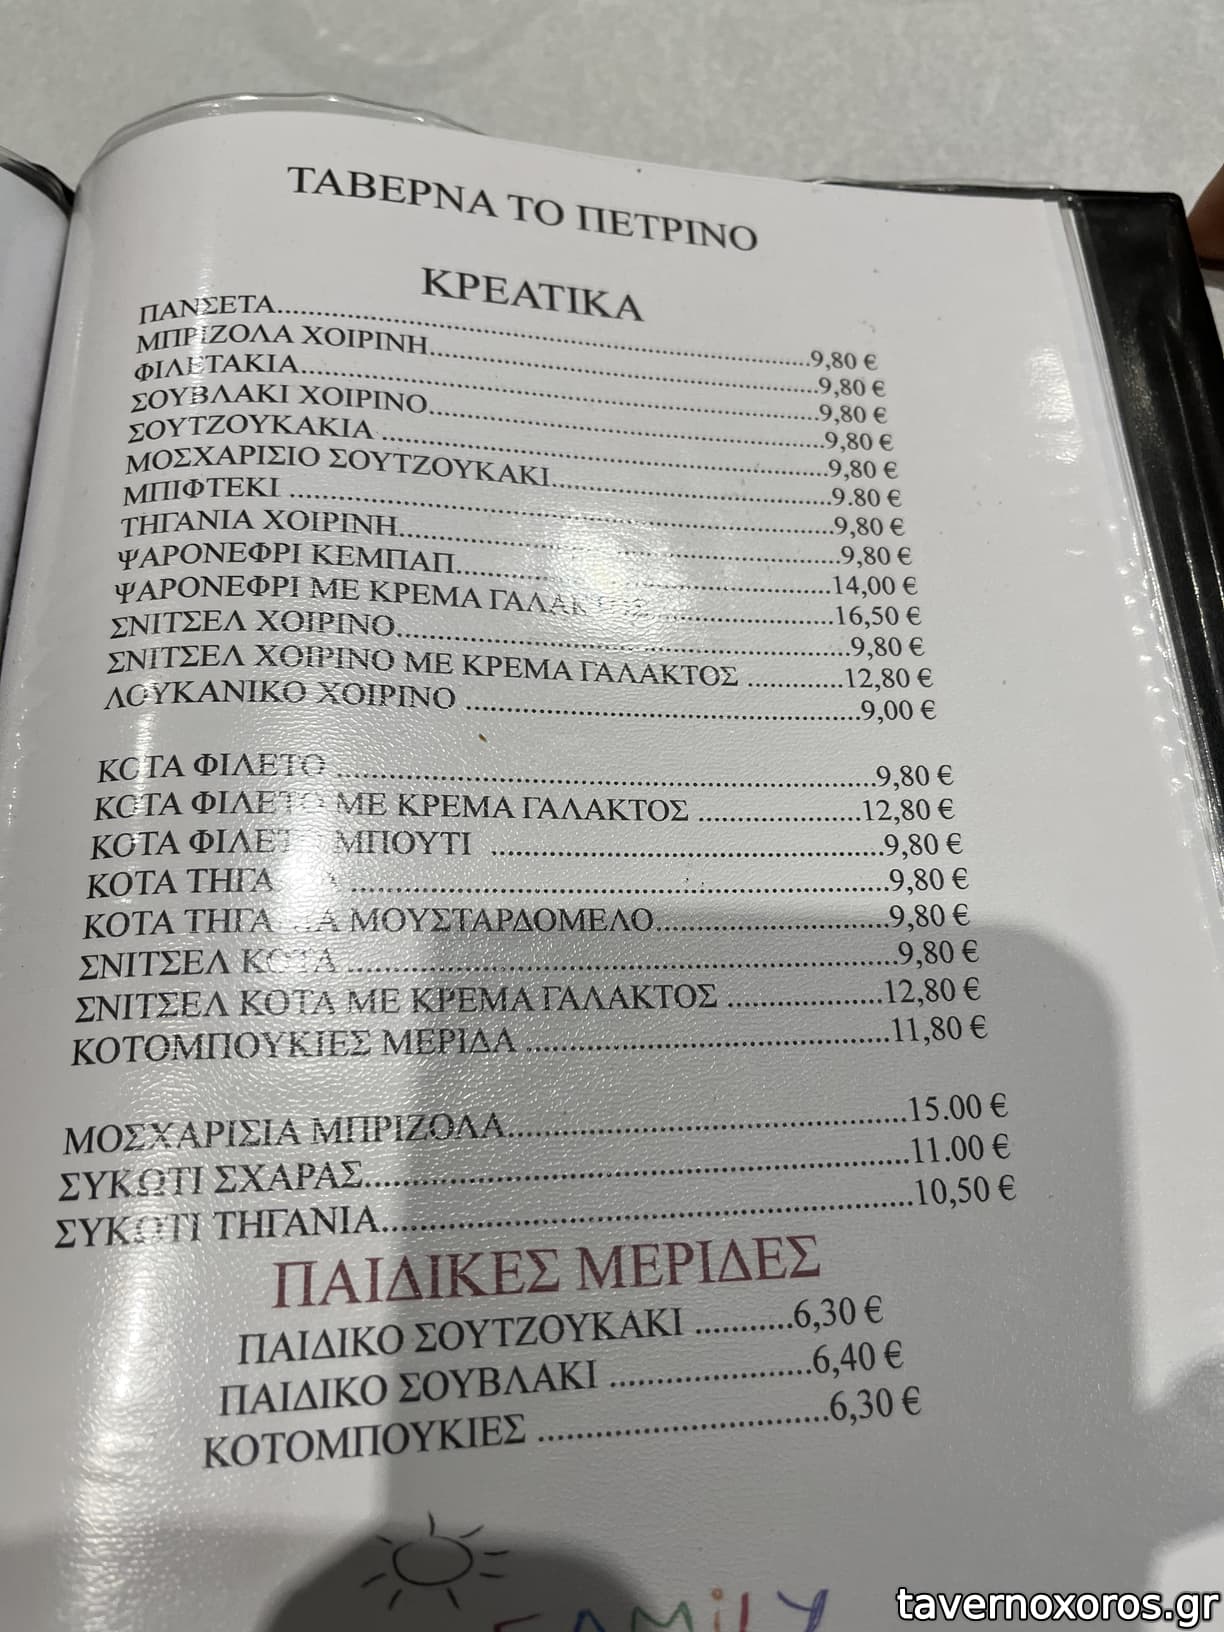 ΤΑΒΕΡΝΑ ΤΟ ΠΕΤΡΙΝΟ
ΚΡΕΑΤΙΚΑ
ΠΑΝΣΕΤΑ..........9,80 €
ΜΠΡΙΖΟΛΑ ΧΟΙΡΙΝΗ..........9,80 €
ΦΙΛΕΤΑΚΙΑ..........9,80 €
ΣΟΥΒΛΑΚΙ ΧΟΙΡΙΝΟ..........9,80 €
ΣΟΥΤΖΟΥΚΑΚΙΑ ..........9,80 €
ΜΟΣΧΑΡΙΣΙΟ ΣΟΥΤΖΟΥΚΑΚΙ..........9.80 €
ΜΠΙΦΤΕΚΙ ..........9,80 €
ΤΗΓΑΝΙΑ ΧΟΙΡΙΝΗ..........9,80 €
ΨΑΡΟΝΕΦΡΙ ΚΕΜΠΑΠ..........14,00 €
ΨΑΡΟΝΕΦΡΙ ΜΕ ΚΡΕΜΑ ΓΑΛΑΚΤΟΣ..........16,50 €
ΣΝΙΤΣΕΛ ΧΟΙΡΙΝΟ..........9,80 €
ΣΝΙΤΣΕΛ ΧΟΙΡΙΝΟ ΜΕ ΚΡΕΜΑ ΓΑΛΑΚΤΟΣ ..........12,80 €
ΛΟΥΚΑΝΙΚΟ ΧΟΙΡΙΝΟ ..........9,00 €
ΚΟΤΑ ΦΙΛΕΤΟ ..........9,80 €
ΚΟΤΑ ΦΙΛΕΤΟ ΜΕ ΚΡΕΜΑ ΓΑΛΑΚΤΟΣ ..........12,80 €
ΚΟΤΑ ΦΙΛΕΤΟ ΜΠΟΥΤΙ ..........9,80 €
ΚΟΤΑ ..........9,80 €
ΚΟΤΑ ΤΗΓΑΝΙΑ ΜΟΥΣΤΑΡΔΟΜΕΛΟ..........9,80 €
ΣΝΙΤΣΕΛ ΚΟΤΑ ..........9,80 €
ΣΝΙΤΣΕΛ ΚΟΤΑ ΜΕ ΚΡΕΜΑ ΓΑΛΑΚΤΟΣ ..........12,80 €
ΚΟΤΟΜΠΟΥΚΙΕΣ ΜΕΡΙΔΑ ..........11,80 €
ΜΟΣΧΑΡΙΣΙΑ ΜΠΡΙΖΟΛΑ..........15.00 €
ΣΥΚΩΤΙ ΣΧΑΡΑΣ..........11.00 €
ΣΥΚΩΤΙ ΤΗΓΑΝΙΑ..........10,50 €
ΠΑΙΔΙΚΕΣ ΜΕΡΙΔΕΣ
ΠΑΙΔΙΚΟ ΣΟΥΤΖΟΥΚΑΚΙ ..........6,30 €
ΠΑΙΔΙΚΟ ΣΟΥΒΛΑΚΙ ..........6,40 €
ΚΟΤΟΜΠΟΥΚΙΕΣ ..........6,30 €
FAMiLY
tavernoxoros.gr